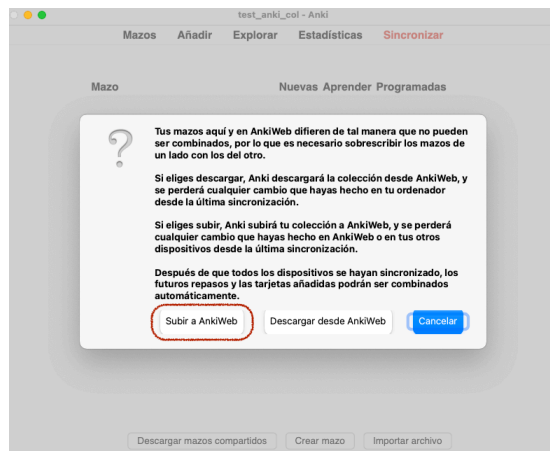 test_anki_col - Anki
Mazos Añadir Explorar Estadísticas Sincronizar
Mazo Nuevas Aprender Programadas
Tus mazos aquí y en AnkiWeb difieren de tal manera que no pueden
ser combinados, por lo que es necesario sobrescribir los mazos de
un lado con los del otro.
Si eliges descargar, Anki descargará la colección desde AnkiWeb, y
se perderá cualquier cambio que hayas hecho en tu ordenador
desde la última sincronización.
Si eliges subir, Anki subirá tu colección a AnkiWeb, y se perderá
cualquier cambio que hayas hecho en AnkiWeb o en tus otros
dispositivos desde la última sincronización.
Después de que todos los dispositivos se hayan sincronizado, los
futuros repasos y las tarjetas añadidas podrán ser combinados
automáticamente.
Subir a AnkiWeb Descargar desde AnkiWeb Cancelar
Descargar mazos compartidos Crear mazo Importar archivo